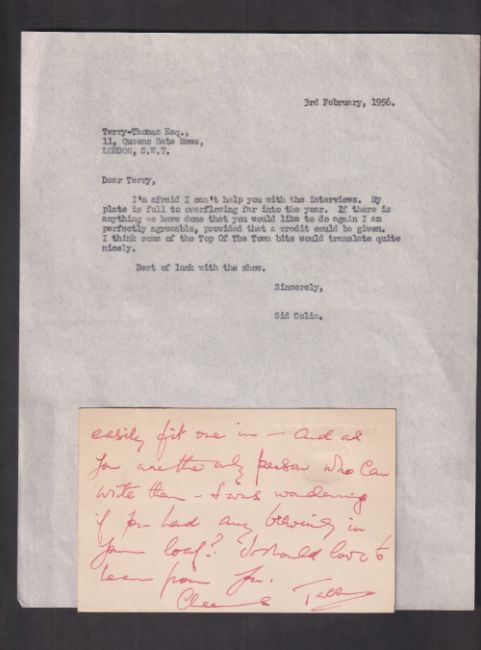 3rd February, 1956.
Terry-Thomas Esq.,
11, Queens Gate Mews,
LONDON, S.W.7.
Dear Terry,
I'm afraid I can't help you with the interviews. My
plate is full to overflowing far into the year. If there is
anything we have done that you would like to do again I am
perfectly agreeable, provided that a credit could be given.
I think some of the Top Of The Town bits would translate quite
nicely.
Best of luck with the show.
Sincerely,
Sid Colin.
easily fit one in – And as
you are the only person who can
write them – I was wondering
if you had any in
your loaf? I should love to
hear from you.